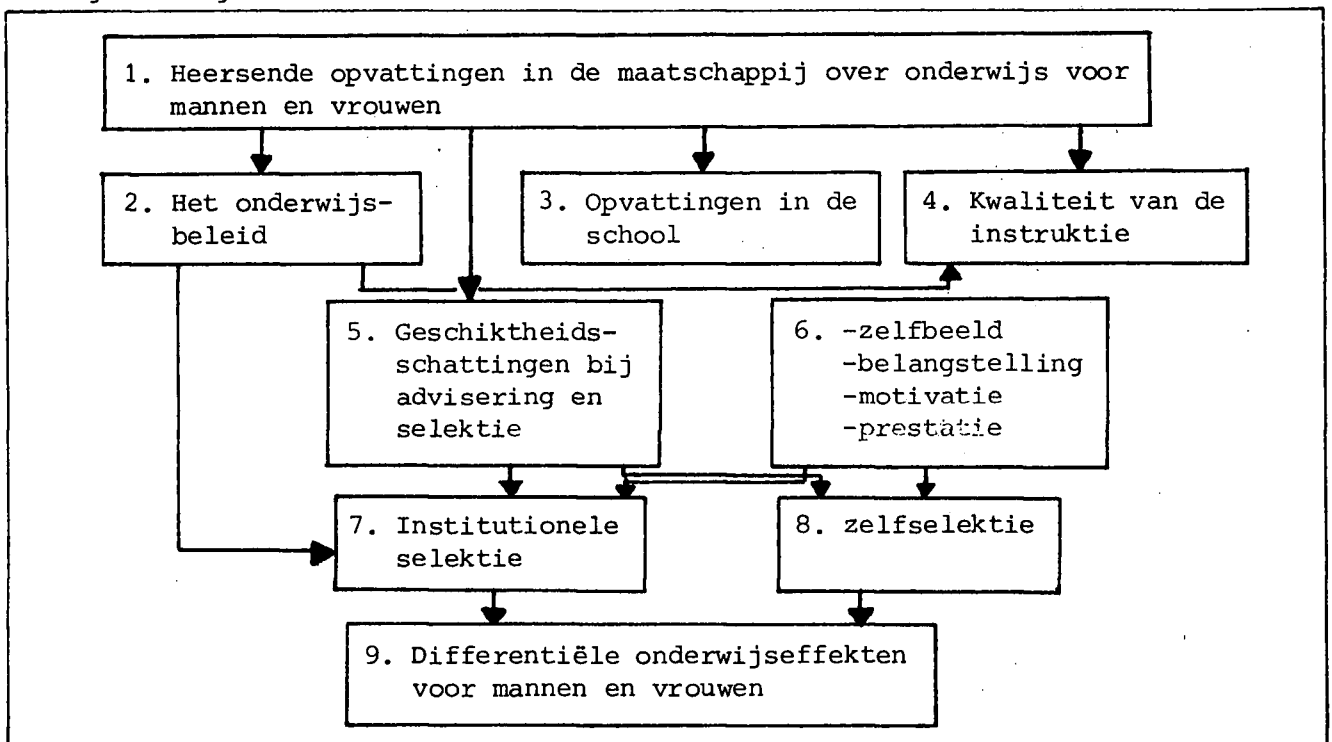 1. Heersende opvattingen in de maatschappij over onderwijs voor
mannen en vrouwen
2. Het onderwijs-
beleid
3. Opvattingen in de
school
4. Kwaliteit van de
instruktie
5. Geschiktheids-
schattingen bij
advisering en
selektie
6. -zelfbeeld
-belangstelling
-motivatie
-prestatie
7. Institutionele
selektie
8. zelfselektie
9. Differentiële onderwijseffekten
voor mannen en vrouwen